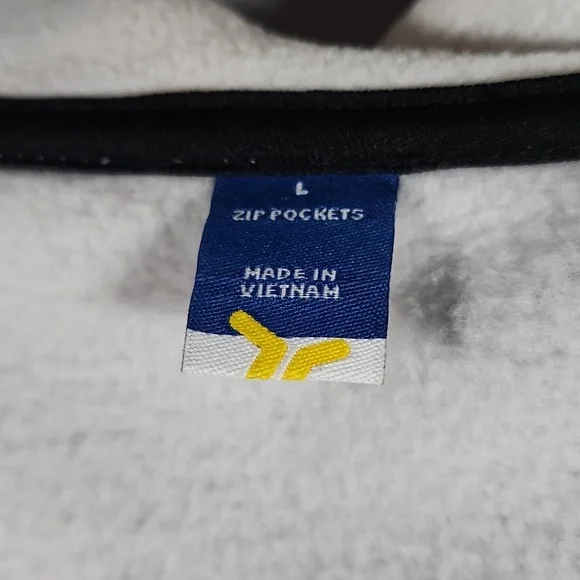 L
ZIP POCKETS
MADE IN
VIETNAM